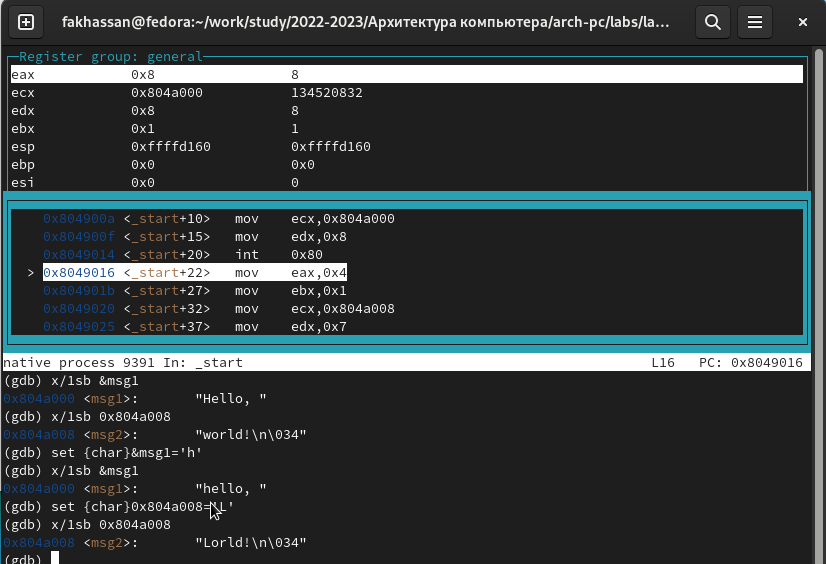 fakhassan@fedora:~/work/study/2022-2023/Архитектура компьютера/arch-pc/labs/la...
Register group: general
eax 0x8 8
ecx 0x804a000 134520832
edx 0x8 8
ebx 0x1 1
esp 0xffffd160 0xffffd160
ebp 0x0 0x0
esi 0x0 0
0x804900a <_start+10> mov ecx,0x804a000
0x804900f <_start+15> mov edx,0x8
0x8049014 <_start+20> int 0x80
> 0x8049016 <_start+22> mov eax,0x4
0x804901b <_start+27> mov ebx,0x1
0x8049020 <_start+32> mov ecx,0x804a008
0x8049025 <_start+37> mov edx,0x7
native process 9391 In: _start L16 PC: 0x8049016
(gdb) x/1sb &msg1
0x804a000 <msg1>: "Hello, "
(gdb) x/1sb 0x804a008
0x804a008 <msg2>: "world!\n\034"
(gdb) set {char}&msg1='h'
(gdb) x/1sb &msg1
0x804a000 <msg1>: "hello, "
(gdb) set {char}0x804a008='L'
(gdb) x/1sb 0x804a008
0x804a008 <msg2>: "Lorld!\n\034"
(gdb)